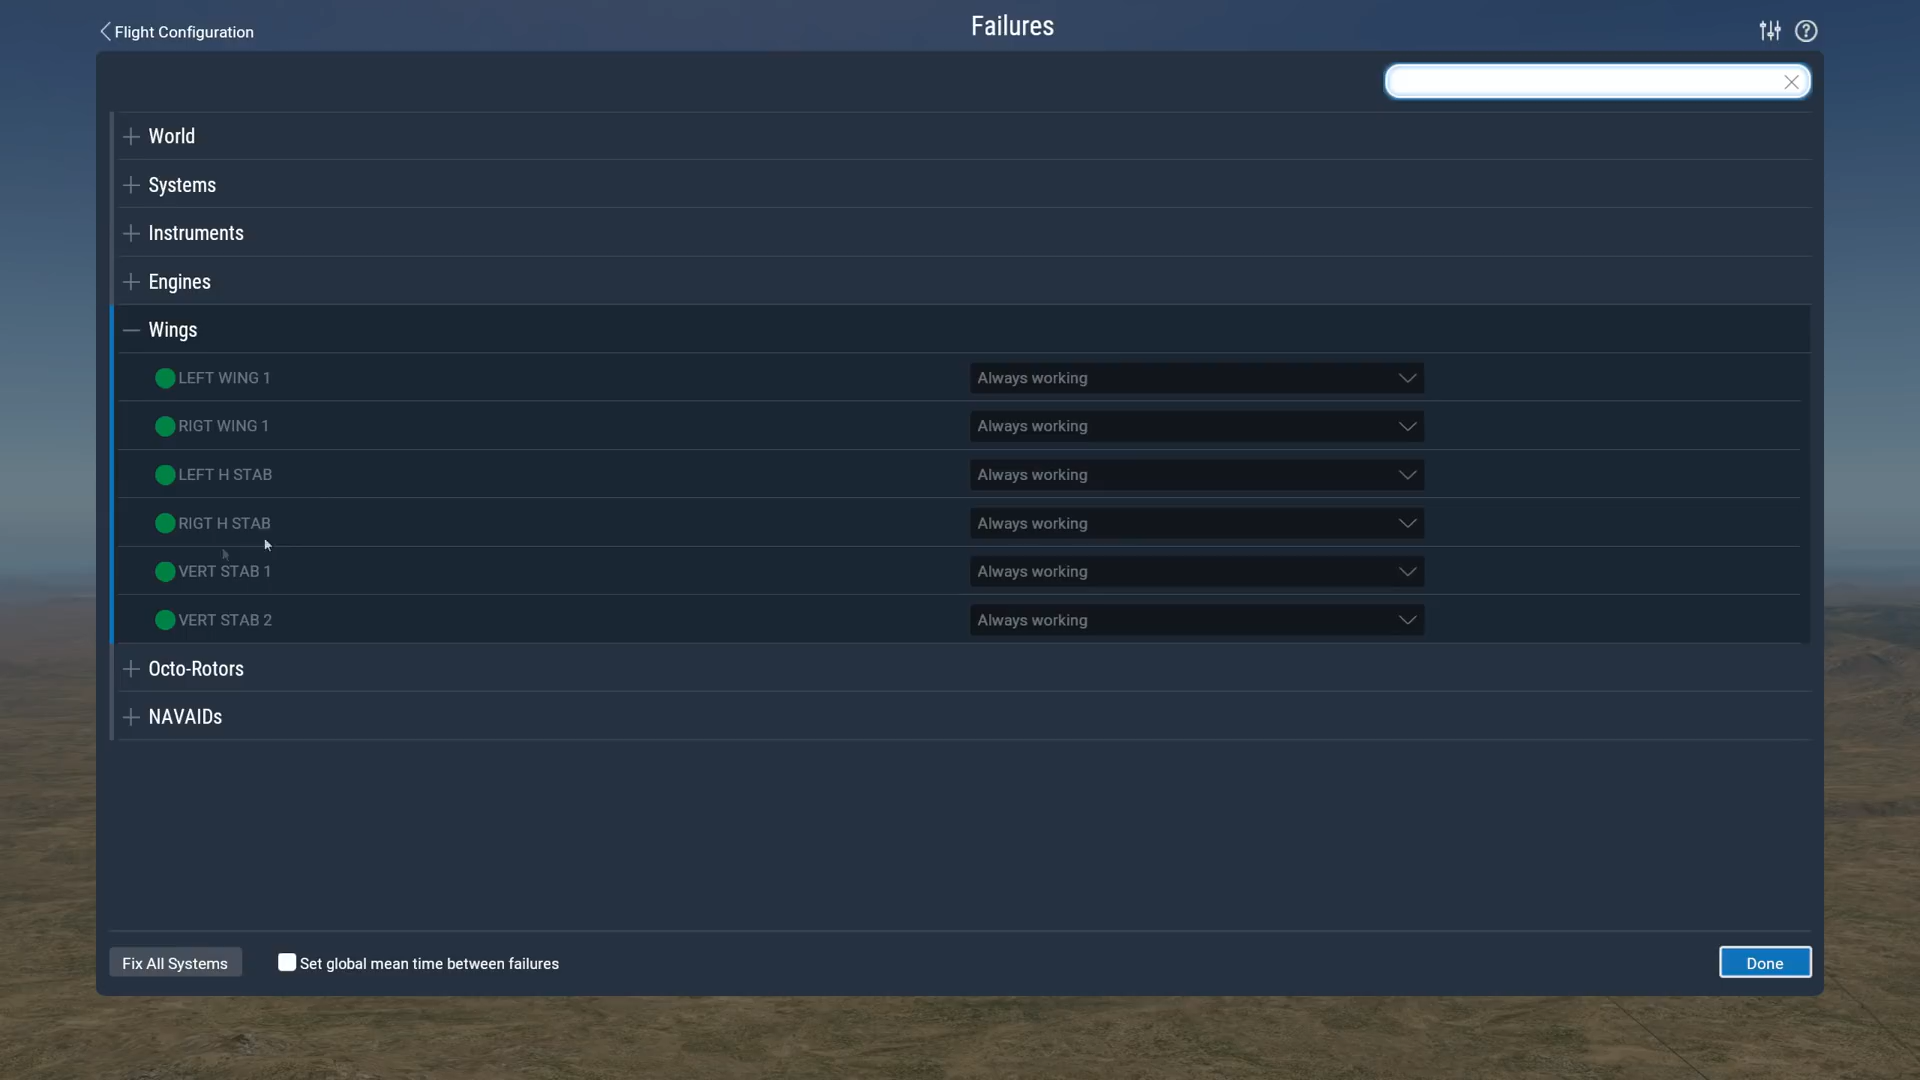 Flight Configuration
Failures
World
Systems
Instruments
Engines
Wings
LEFT WING 1 Always working
RIGT WING 1 Always working
LEFT H STAB Always working
RIGT H STAB Always working
VERT STAB 1 Always working
VERT STAB 2 Always working
Octo-Rotors
NAVAIDs
Fix All Systems
Set global mean time between failures
Done